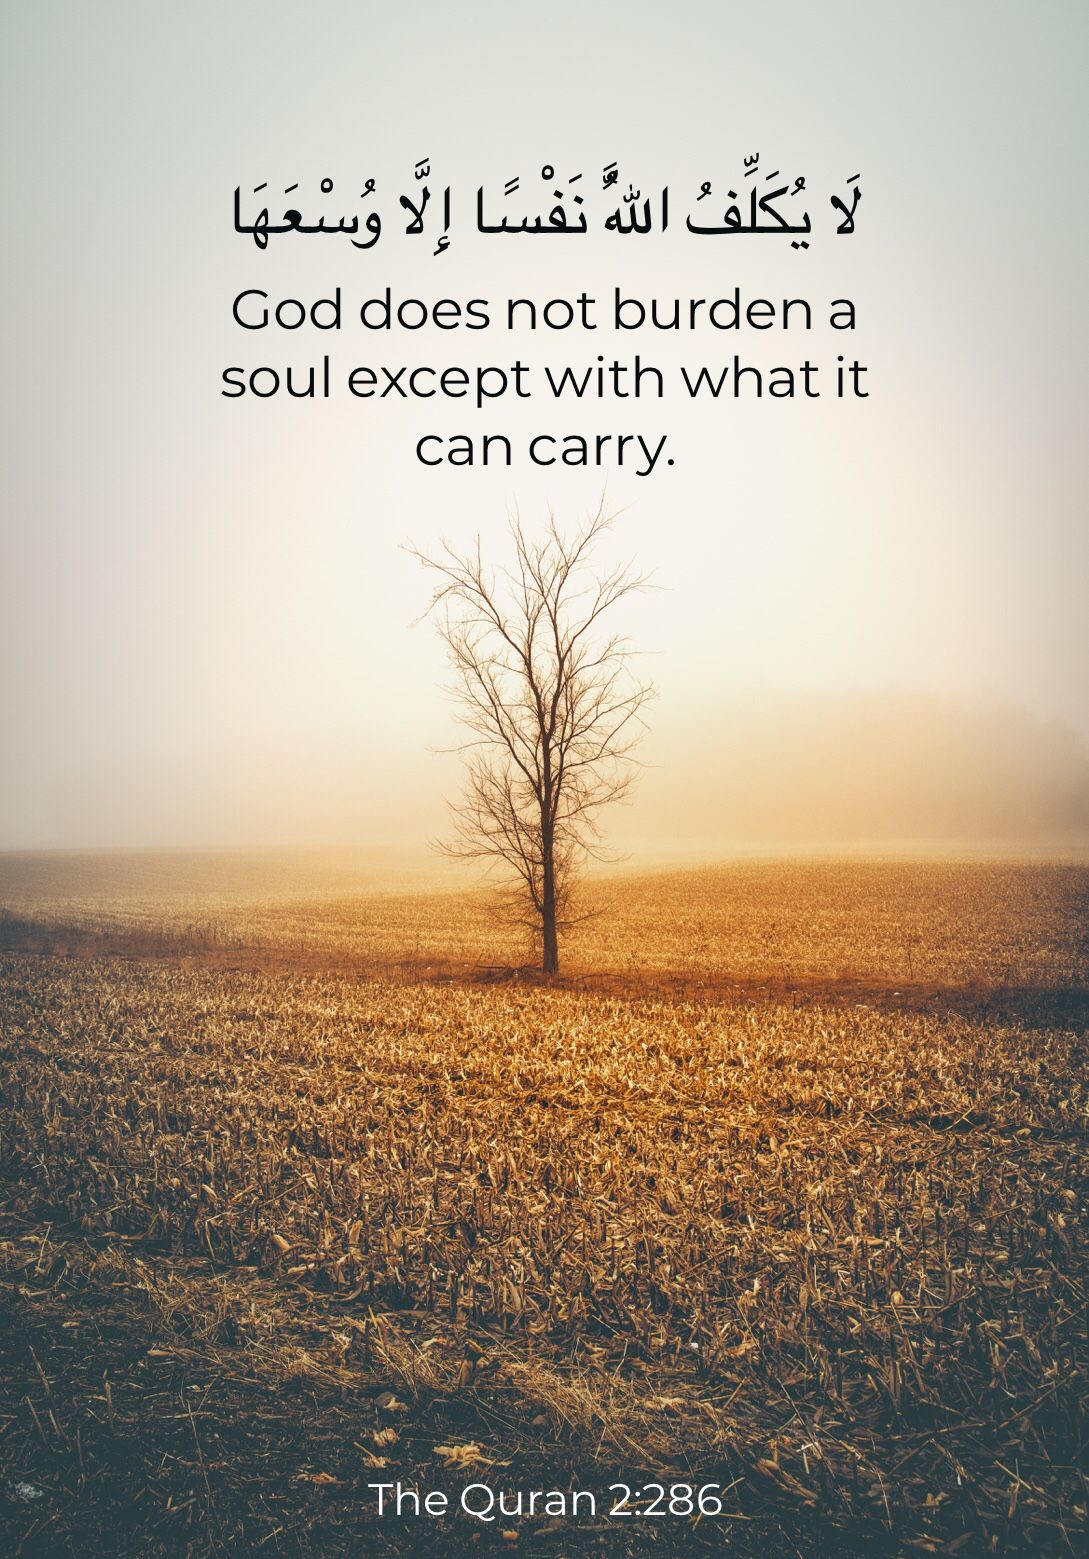 لَا يُكَلِّفُ اللَّهُ نَفْسًا إِلَّا وُسْعَهَا
God does not burden a
soul except with what it
can carry.
The Quran 2:286